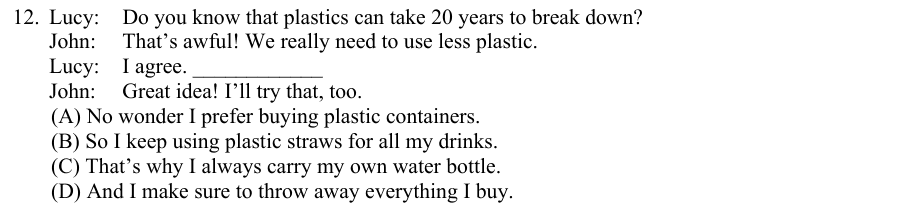 12. Lucy: Do you know that plastics can take 20 years to break down?
John: That’s awful! We really need to use less plastic.
Lucy: I agree. ____________
John: Great idea! I’ll try that, too.
(A) No wonder I prefer buying plastic containers.
(B) So I keep using plastic straws for all my drinks.
(C) That’s why I always carry my own water bottle.
(D) And I make sure to throw away everything I buy.